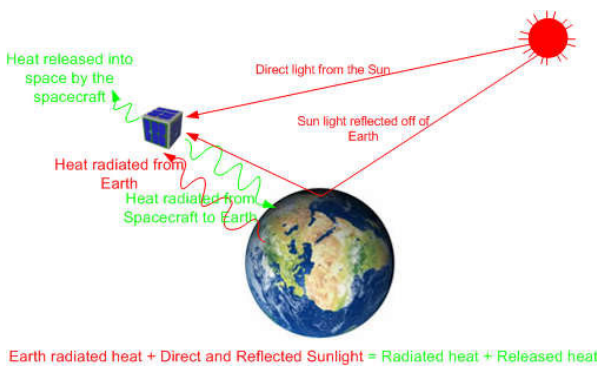 Heat released into
space by the
spacecraft
Direct light from the Sun
Sun light reflected off of
Earth
Heat radiated from
Earth
Heat radiated from
Spacecraft to Earth
Earth radiated heat + Direct and Reflected Sunlight = Radiated heat + Released heat